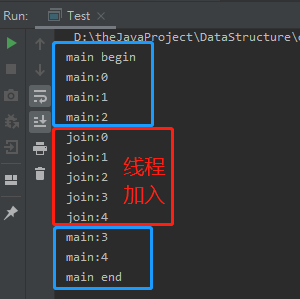 Run: Test
D:\theJavaProject\DataStructure\
main begin
main:0
main:1
main:2
join:0
join:1
join:2
join:3
join:4
线程
加入
main:3
main:4
main end